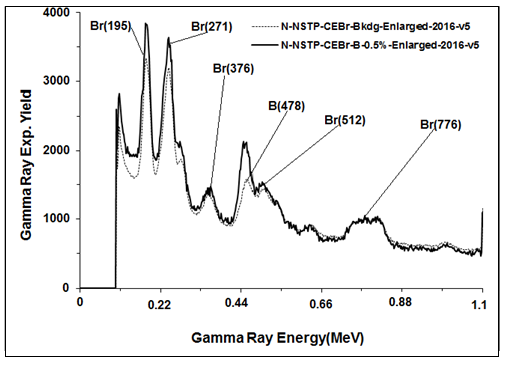 4000
3000
2000
1000
0
Gamma Ray Exp. Yield
N-NSTP-CEBr-Bkdg-Enlarged-2016-v5
N-NSTP-CEBr-B-0.5%-Enlarged-2016-v5
Br(195)
Br(271)
Br(376)
B(478)
Br(512)
Br(776)
0 0.22 0.44 0.66 0.88 1.1
Gamma Ray Energy(MeV)